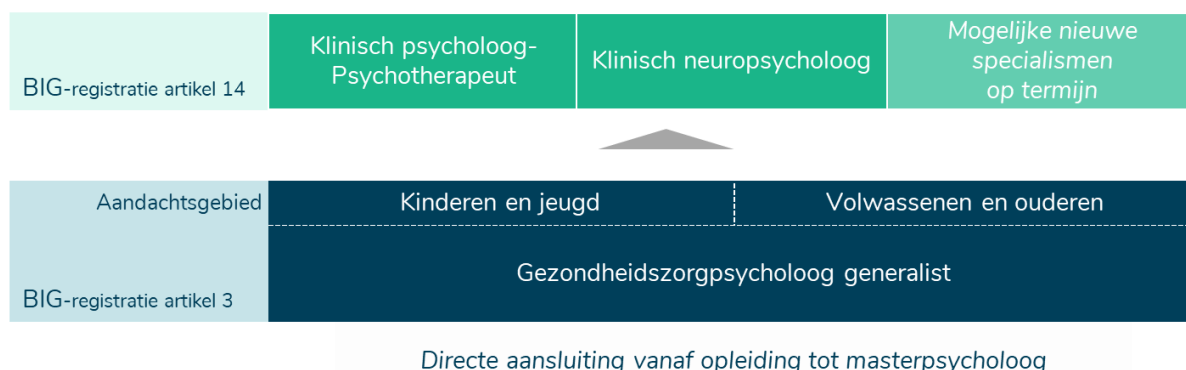 BIG-registratie artikel 14
Klinisch psycholoog-
Psychotherapeut
Klinisch neuropsycholoog
Mogelijke nieuwe
specialismen
op termijn
Aandachtsgebied
Kinderen en jeugd
Volwassenen en ouderen
BIG-registratie artikel 3
Gezondheidszorgpsycholoog generalist
Directe aansluiting vanaf opleiding tot masterpsycholoog